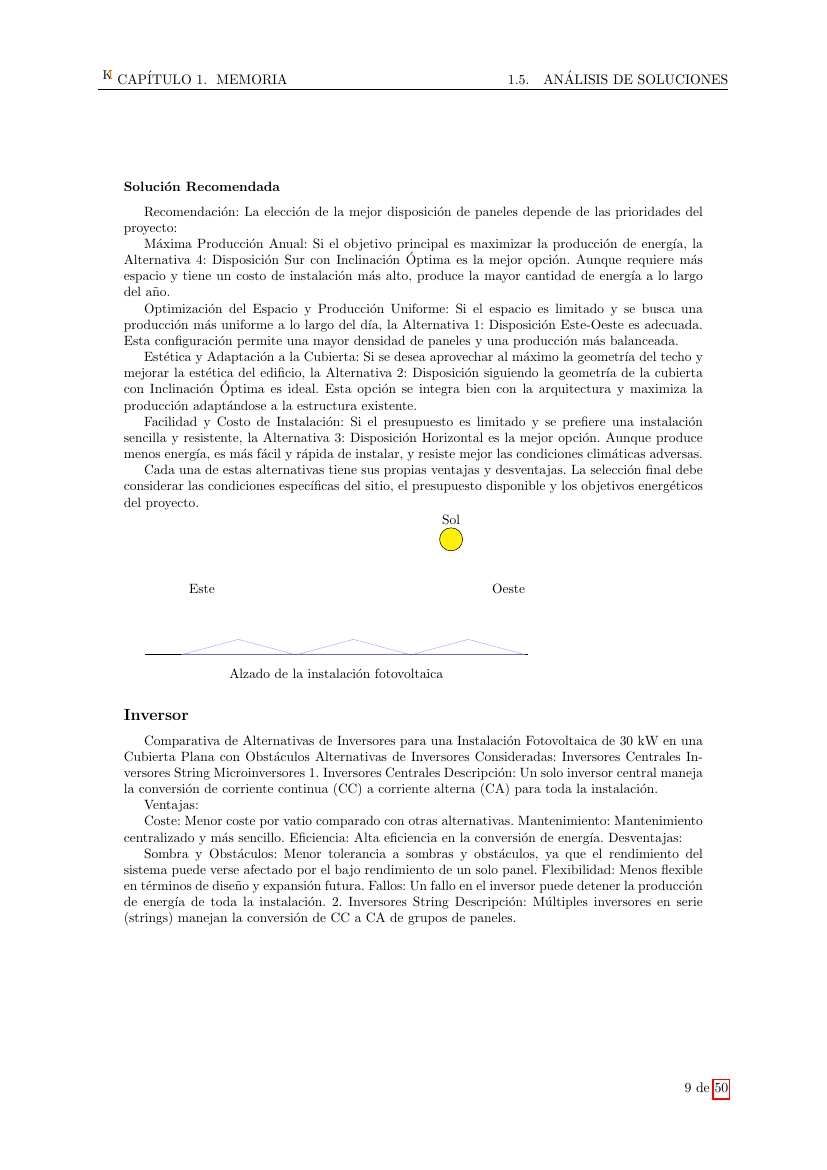 K CAPÍTULO 1. MEMORIA 1.5. ANÁLISIS DE SOLUCIONES
Solución Recomendada
Recomendación: La elección de la mejor disposición de paneles depende de las prioridades del
proyecto:
Máxima Producción Anual: Si el objetivo principal es maximizar la producción de energía, la
Alternativa 4: Disposición Sur con Inclinación Óptima es la mejor opción. Aunque requiere más
espacio y tiene un costo de instalación más alto, produce la mayor cantidad de energía a lo largo
del año.
Optimización del Espacio y Producción Uniforme: Si el espacio es limitado y se busca una
producción más uniforme a lo largo del día, la Alternativa 1: Disposición Este-Oeste es adecuada.
Esta configuración permite una mayor densidad de paneles y una producción más balanceada.
Estética y Adaptación a la Cubierta: Si se desea aprovechar al máximo la geometría del techo y
mejorar la estética del edificio, la Alternativa 2: Disposición siguiendo la geometría de la cubierta
con Inclinación Óptima es ideal. Esta opción se integra bien con la arquitectura y maximiza la
producción adaptándose a la estructura existente.
Facilidad y Costo de Instalación: Si el presupuesto es limitado y se prefiere una instalación
sencilla y resistente, la Alternativa 3: Disposición Horizontal es la mejor opción. Aunque produce
menos energía, es más fácil y rápida de instalar, y resiste mejor las condiciones climáticas adversas.
Cada una de estas alternativas tiene sus propias ventajas y desventajas. La selección final debe
considerar las condiciones específicas del sitio, el presupuesto disponible y los objetivos energéticos
del proyecto.
Sol
Este Oeste
Alzado de la instalación fotovoltaica
Inversor
Comparativa de Alternativas de Inversores para una Instalación Fotovoltaica de 30 kW en una
Cubierta Plana con Obstáculos Alternativas de Inversores Consideradas: Inversores Centrales In-
versores String Microinversores 1. Inversores Centrales Descripción: Un solo inversor central maneja
la conversión de corriente continua (CC) a corriente alterna (CA) para toda la instalación.
Ventajas:
Coste: Menor coste por vatio comparado con otras alternativas. Mantenimiento: Mantenimiento
centralizado y más sencillo. Eficiencia: Alta eficiencia en la conversión de energía. Desventajas:
Sombra y Obstáculos: Menor tolerancia a sombras y obstáculos, ya que el rendimiento del
sistema puede verse afectado por el bajo rendimiento de un solo panel. Flexibilidad: Menos flexible
en términos de diseño y expansión futura. Fallos: Un fallo en el inversor puede detener la producción
de energía de toda la instalación. 2. Inversores String Descripción: Múltiples inversores en serie
(strings) manejan la conversión de CC a CA de grupos de paneles.
9 de 50